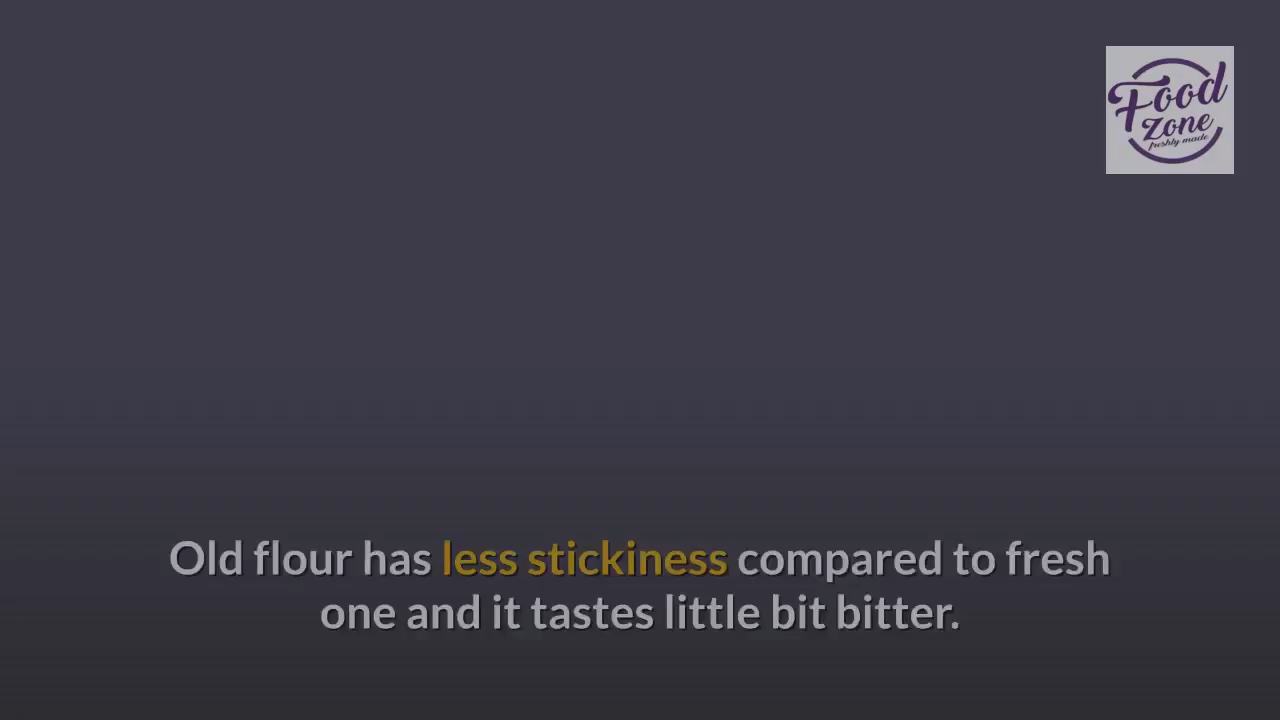 Food
Zone
freshly made
Old flour has less stickiness compared to fresh
one and it tastes little bit bitter.